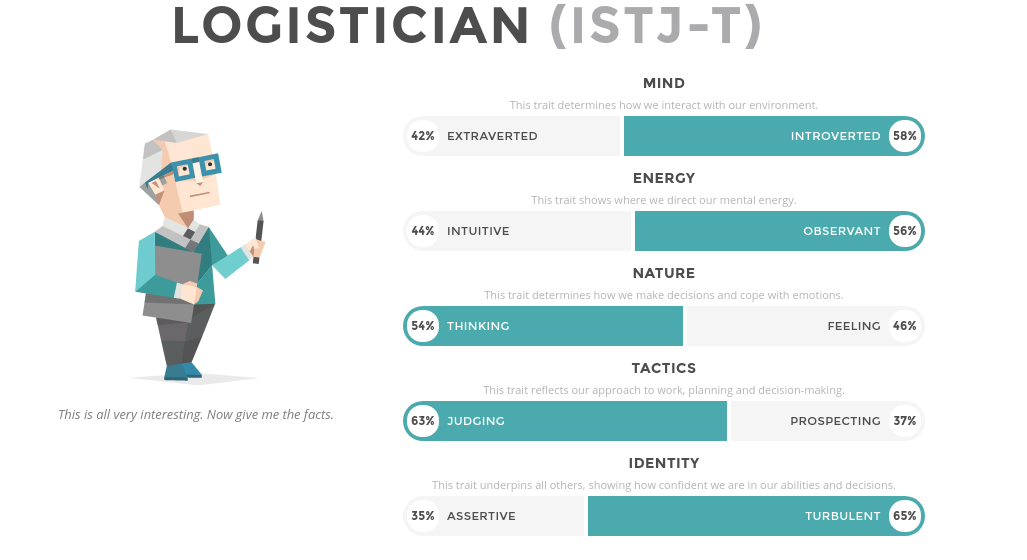 LOGISTICIAN (ISTJ-T)
MIND
This trait determines how we interact with our environment.
42% EXTRAVERTED INTROVERTED 58%
ENERGY
This trait shows where we direct our mental energy.
44% INTUITIVE OBSERVANT 56%
NATURE
This trait determines how we make decisions and cope with emotions.
54% THINKING FEELING 46%
TACTICS
This trait reflects our approach to work, planning and decision-making.
63% JUDGING PROSPECTING 37%
IDENTITY
This trait underpins all others, showing how confident we are in our abilities and decisions.
35% ASSERTIVE TURBULENT 65%
This is all very interesting. Now give me the facts.